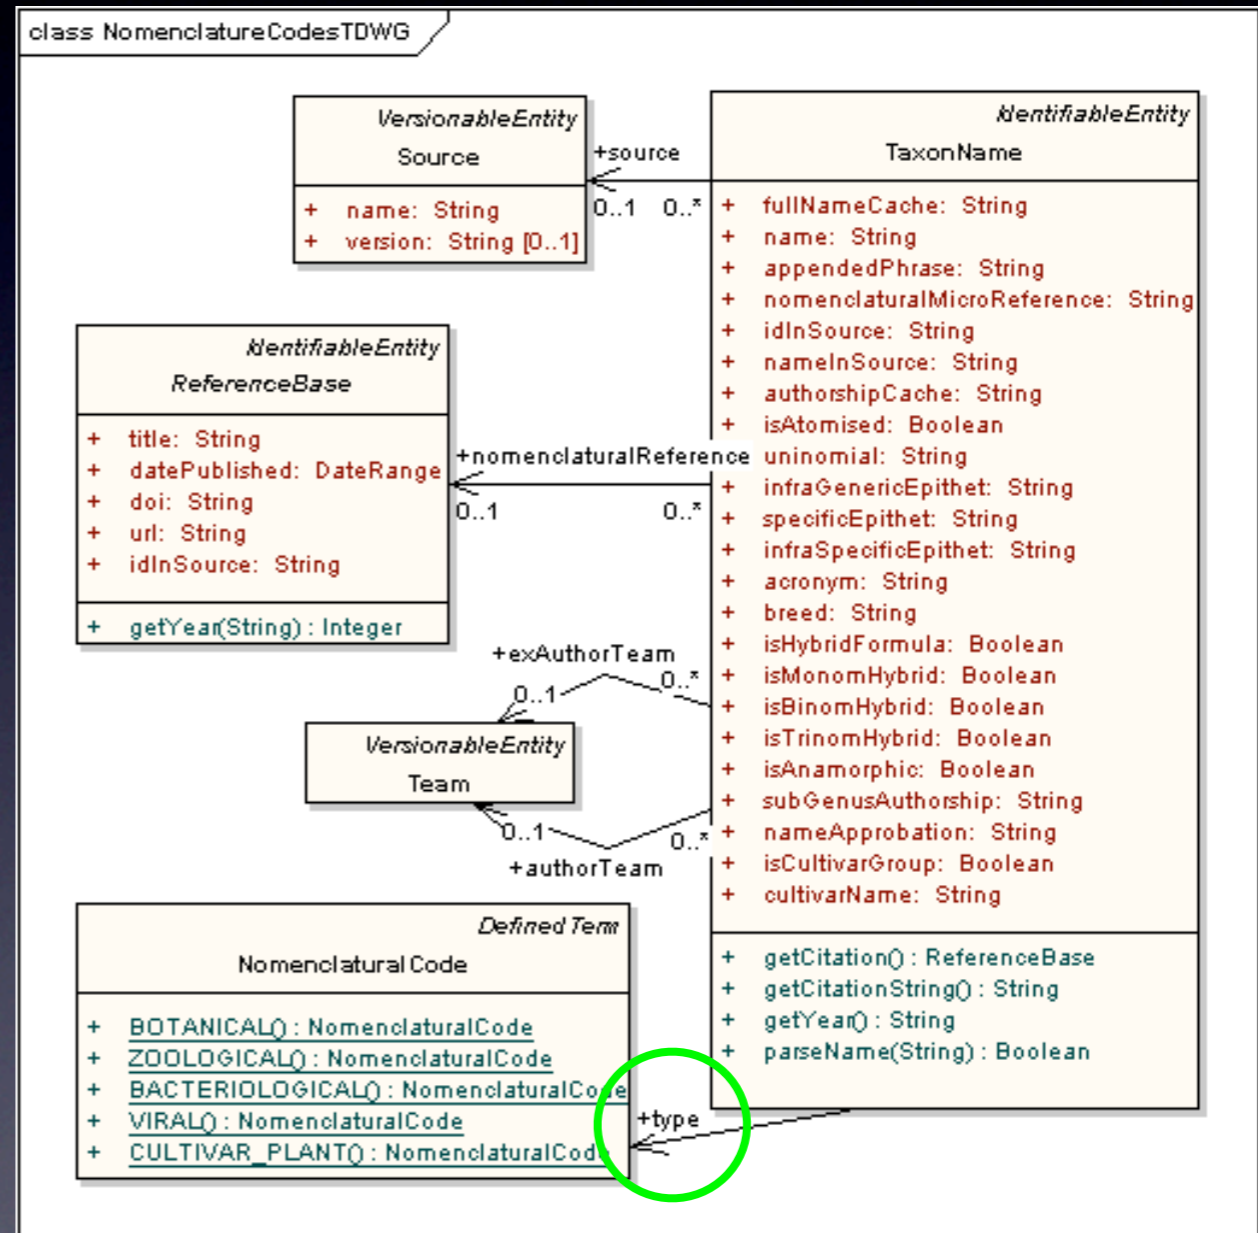 class NomenclatureCodesTDWG
VersionableEntity
Source
+ name: String
+ version: String [0..1]
+source
0..1 0..*
IdentifiableEntity
TaxonName
+ fullNameCache: String
+ name: String
+ appendedPhrase: String
+ nomenclaturalMicroReference: String
+ idInSource: String
+ nameInSource: String
+ authorshipCache: String
+ isAtomised: Boolean
uninomial: String
+ infraGenericEpithet: String
+ specificEpithet: String
+ infraSpecificEpithet: String
+ acronym: String
+ breed: String
+ isHybridFormula: Boolean
+ isMonomHybrid: Boolean
+ isBinomHybrid: Boolean
+ isTrinomHybrid: Boolean
+ isAnamorphic: Boolean
+ subGenusAuthorship: String
+ nameApprobation: String
+ isCultivarGroup: Boolean
+ cultivarName: String
+ getCitation() : ReferenceBase
+ getCitationString() : String
+ getYear() : String
+ parseName(String) : Boolean
IdentifiableEntity
ReferenceBase
+ title: String
+ datePublished: DateRange
+ doi: String
+ url: String
+ idInSource: String
+ getYear(String) : Integer
+nomenclaturalReference
0..1 0..*
+exAuthorTeam
0..1 0..*
VersionableEntity
Team
0..1 0..*
+authorTeam
Defined Term
NomenclaturalCode
+ BOTANICAL() : NomenclaturalCode
+ ZOOLOGICAL() : NomenclaturalCode
+ BACTERIOLOGICAL() : NomenclaturalCode
+ VIRAL() : NomenclaturalCode
+ CULTIVAR_PLANT() : NomenclaturalCode
+type